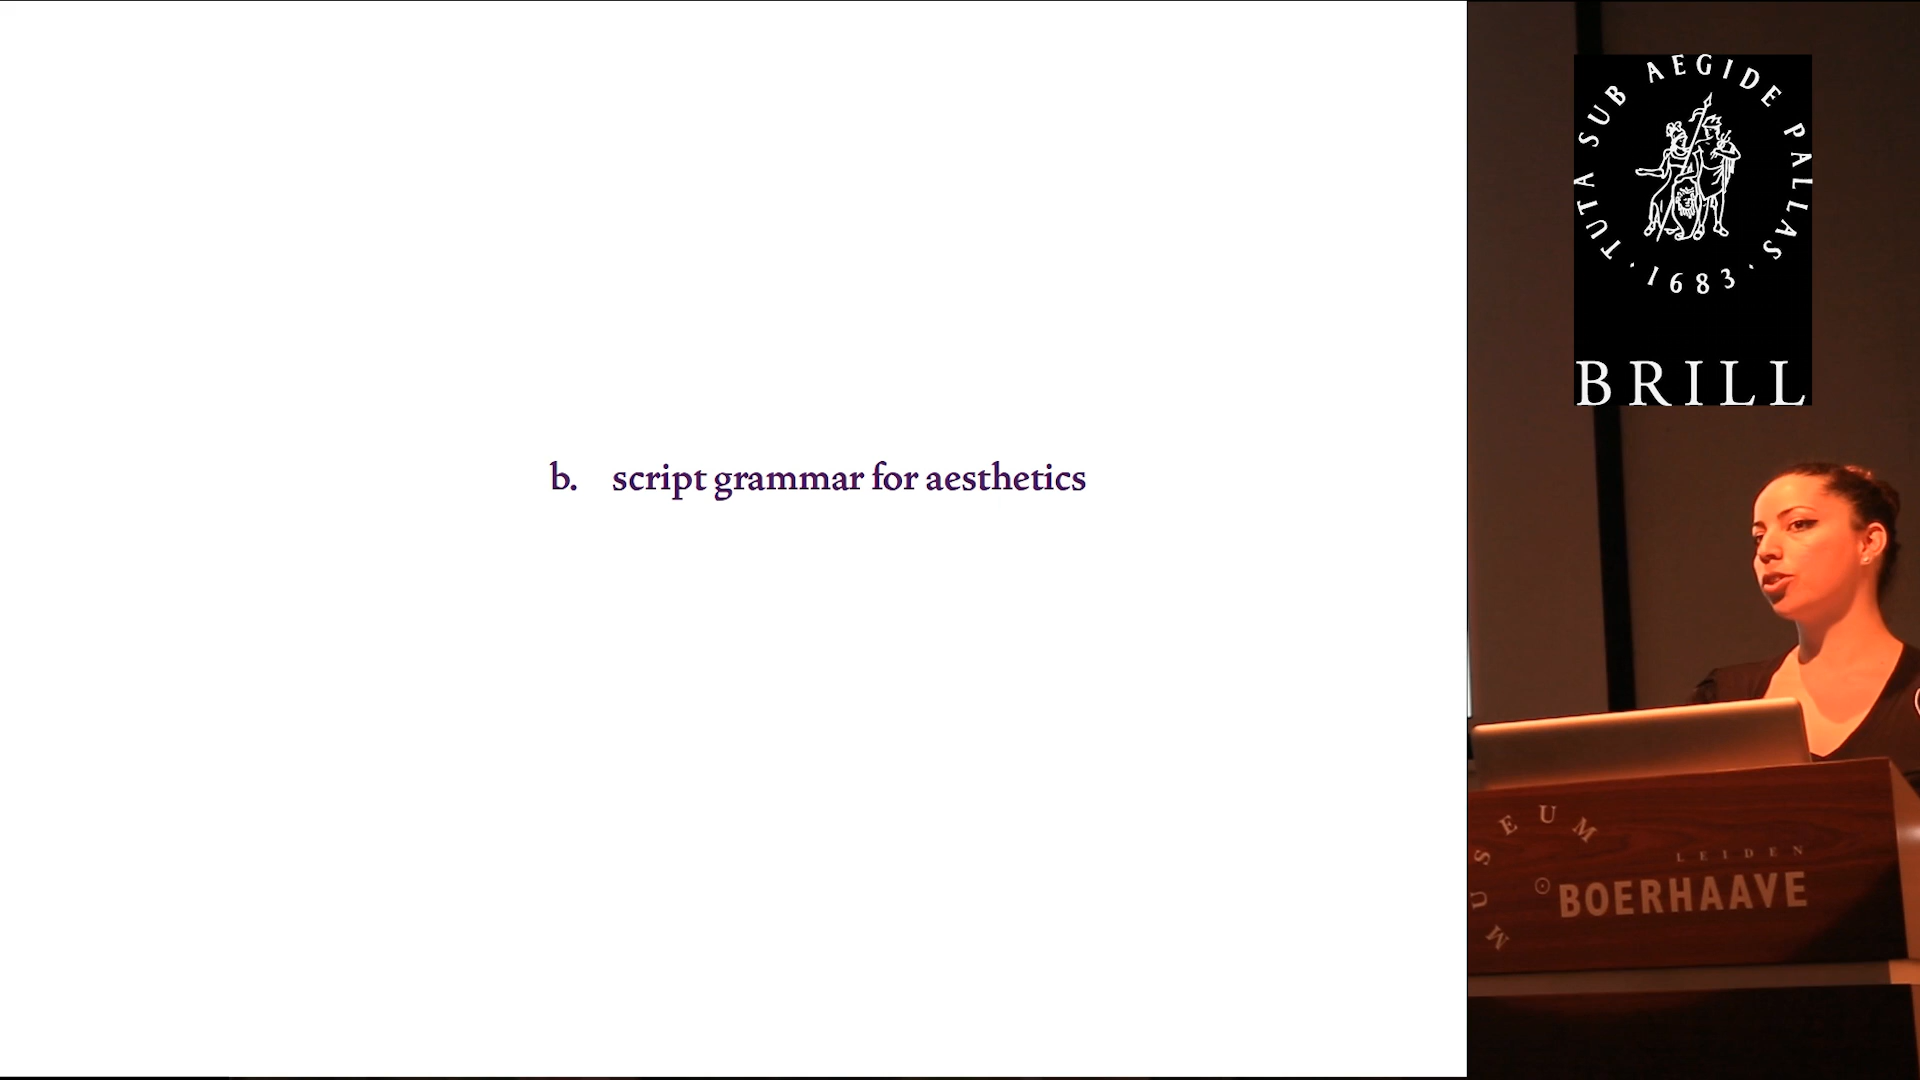 b. script grammar for aesthetics
TUTA SUB AEGIDE PALLAS · 1683 ·
BRILL
MUSEUM
LEIDEN
BOERHAAVE